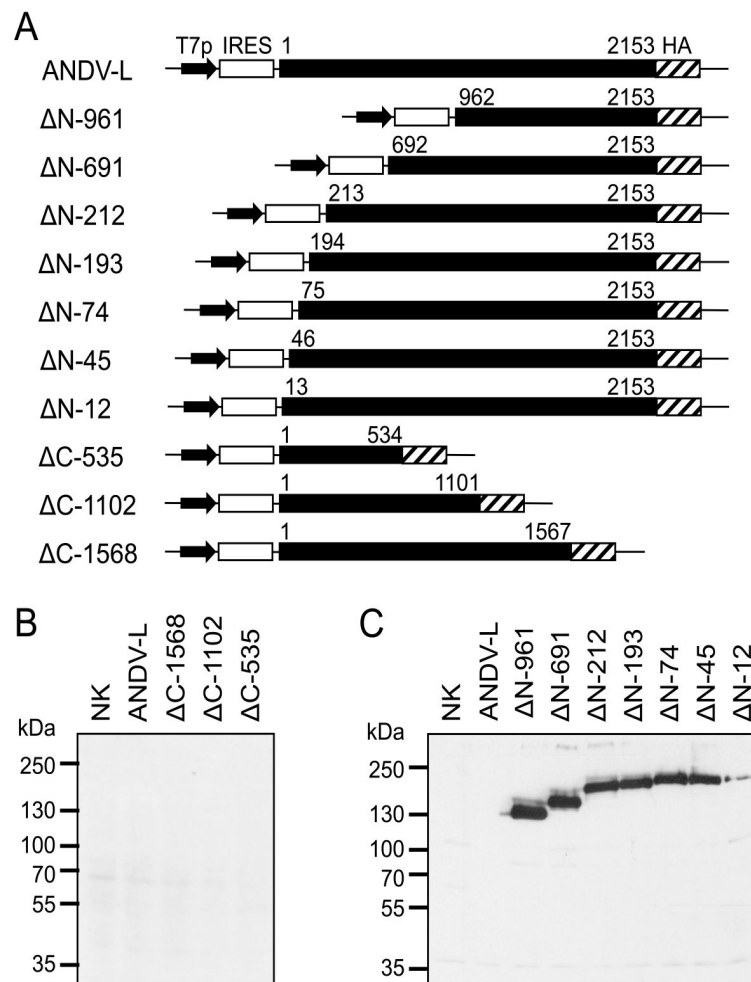 A
T7p IRES 1 2153 HA
ANDV-L
962 2153
ΔN-961
692 2153
ΔN-691
213 2153
ΔN-212
194 2153
ΔN-193
75 2153
ΔN-74
46 2153
ΔN-45
13 2153
ΔN-12
1 534
ΔC-535
1 1101
ΔC-1102
1 1567
ΔC-1568
B
NK
ANDV-L
ΔC-1568
ΔC-1102
ΔC-535
kDa
250
130
100
70
55
35
C
NK
ANDV-L
ΔN-961
ΔN-691
ΔN-212
ΔN-193
ΔN-74
ΔN-45
ΔN-12
kDa
250
130
100
70
55
35